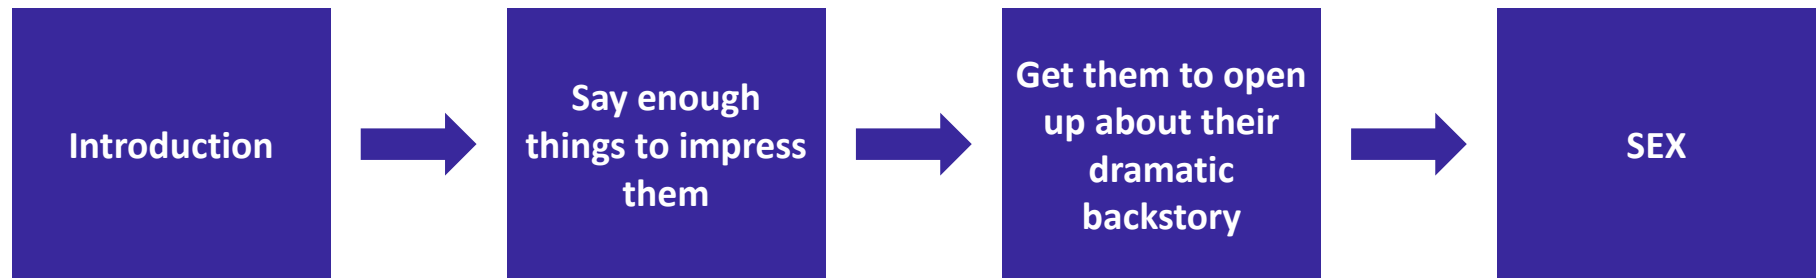 Introduction
Say enough
things to impress
them
Get them to open
up about their
dramatic
backstory
SEX